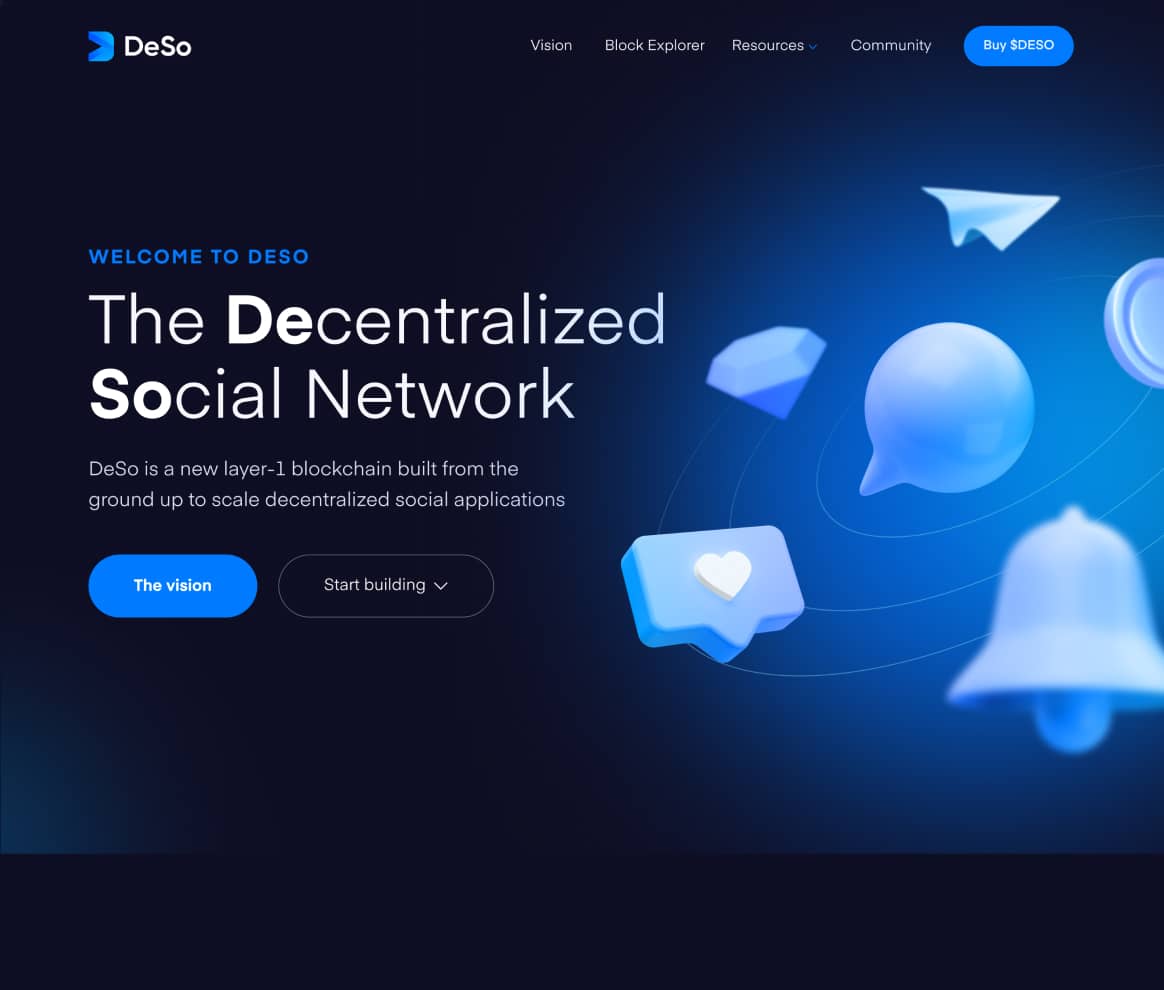 DeSo
Vision Block Explorer Resources Community Buy $DESO
WELCOME TO DESO
The Decentralized
Social Network
DeSo is a new layer-1 blockchain built from the
ground up to scale decentralized social applications
The vision Start building